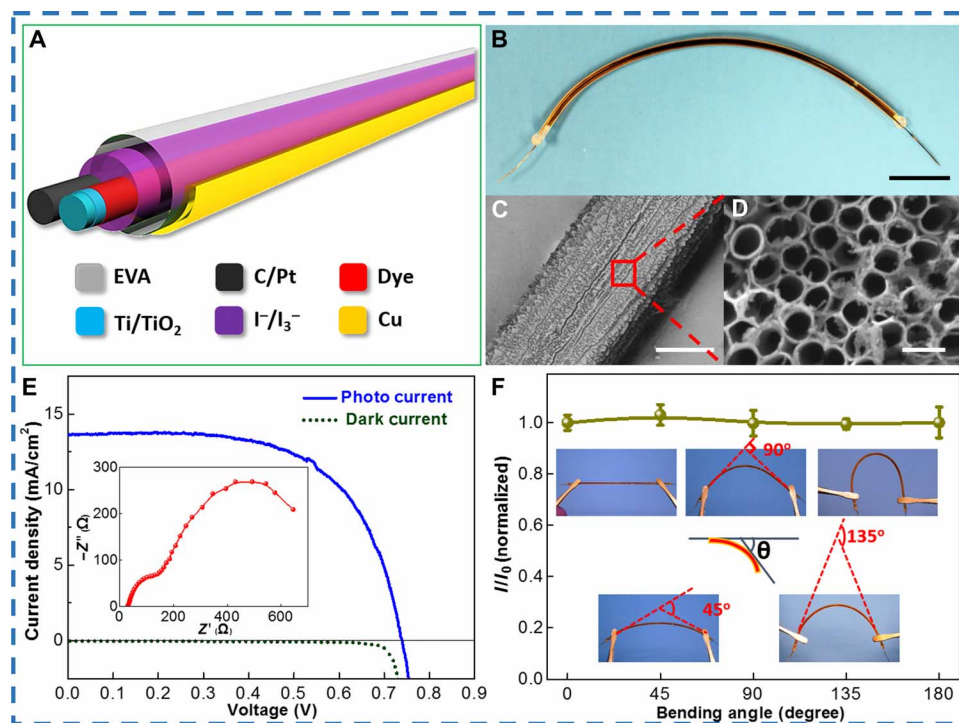 A
EVA
C/Pt
Dye
Ti/TiO₂
I⁻/I₃⁻
Cu
B
C
D
E
Photo current
Dark current
Current density (mA/cm²)
15
10
5
0
0.0 0.1 0.2 0.3 0.4 0.5 0.6 0.7 0.8 0.9
Voltage (V)
-Z'' (Ω)
300
200
100
0
0 200 400 600
Z' (Ω)
F
I/I₀ (normalized)
1.0
0.8
0.6
0.4
0.2
0.0
90°
θ
135°
45°
0 45 90 135 180
Bending angle (degree)